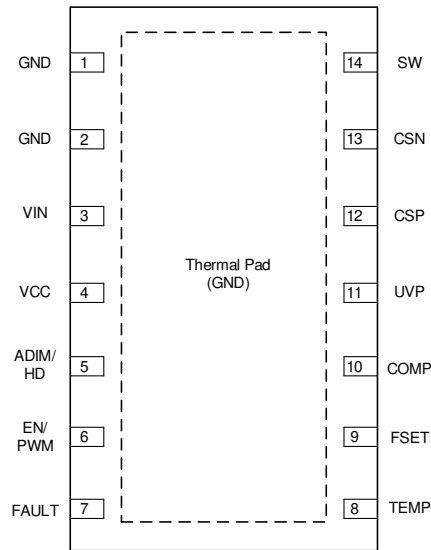 GND 1
14 SW
GND 2
13 CSN
VIN 3
12 CSP
Thermal Pad
(GND)
VCC 4
11 UVP
ADIM/
HD
5
10 COMP
EN/
PWM
6
9 FSET
FAULT 7
8 TEMP